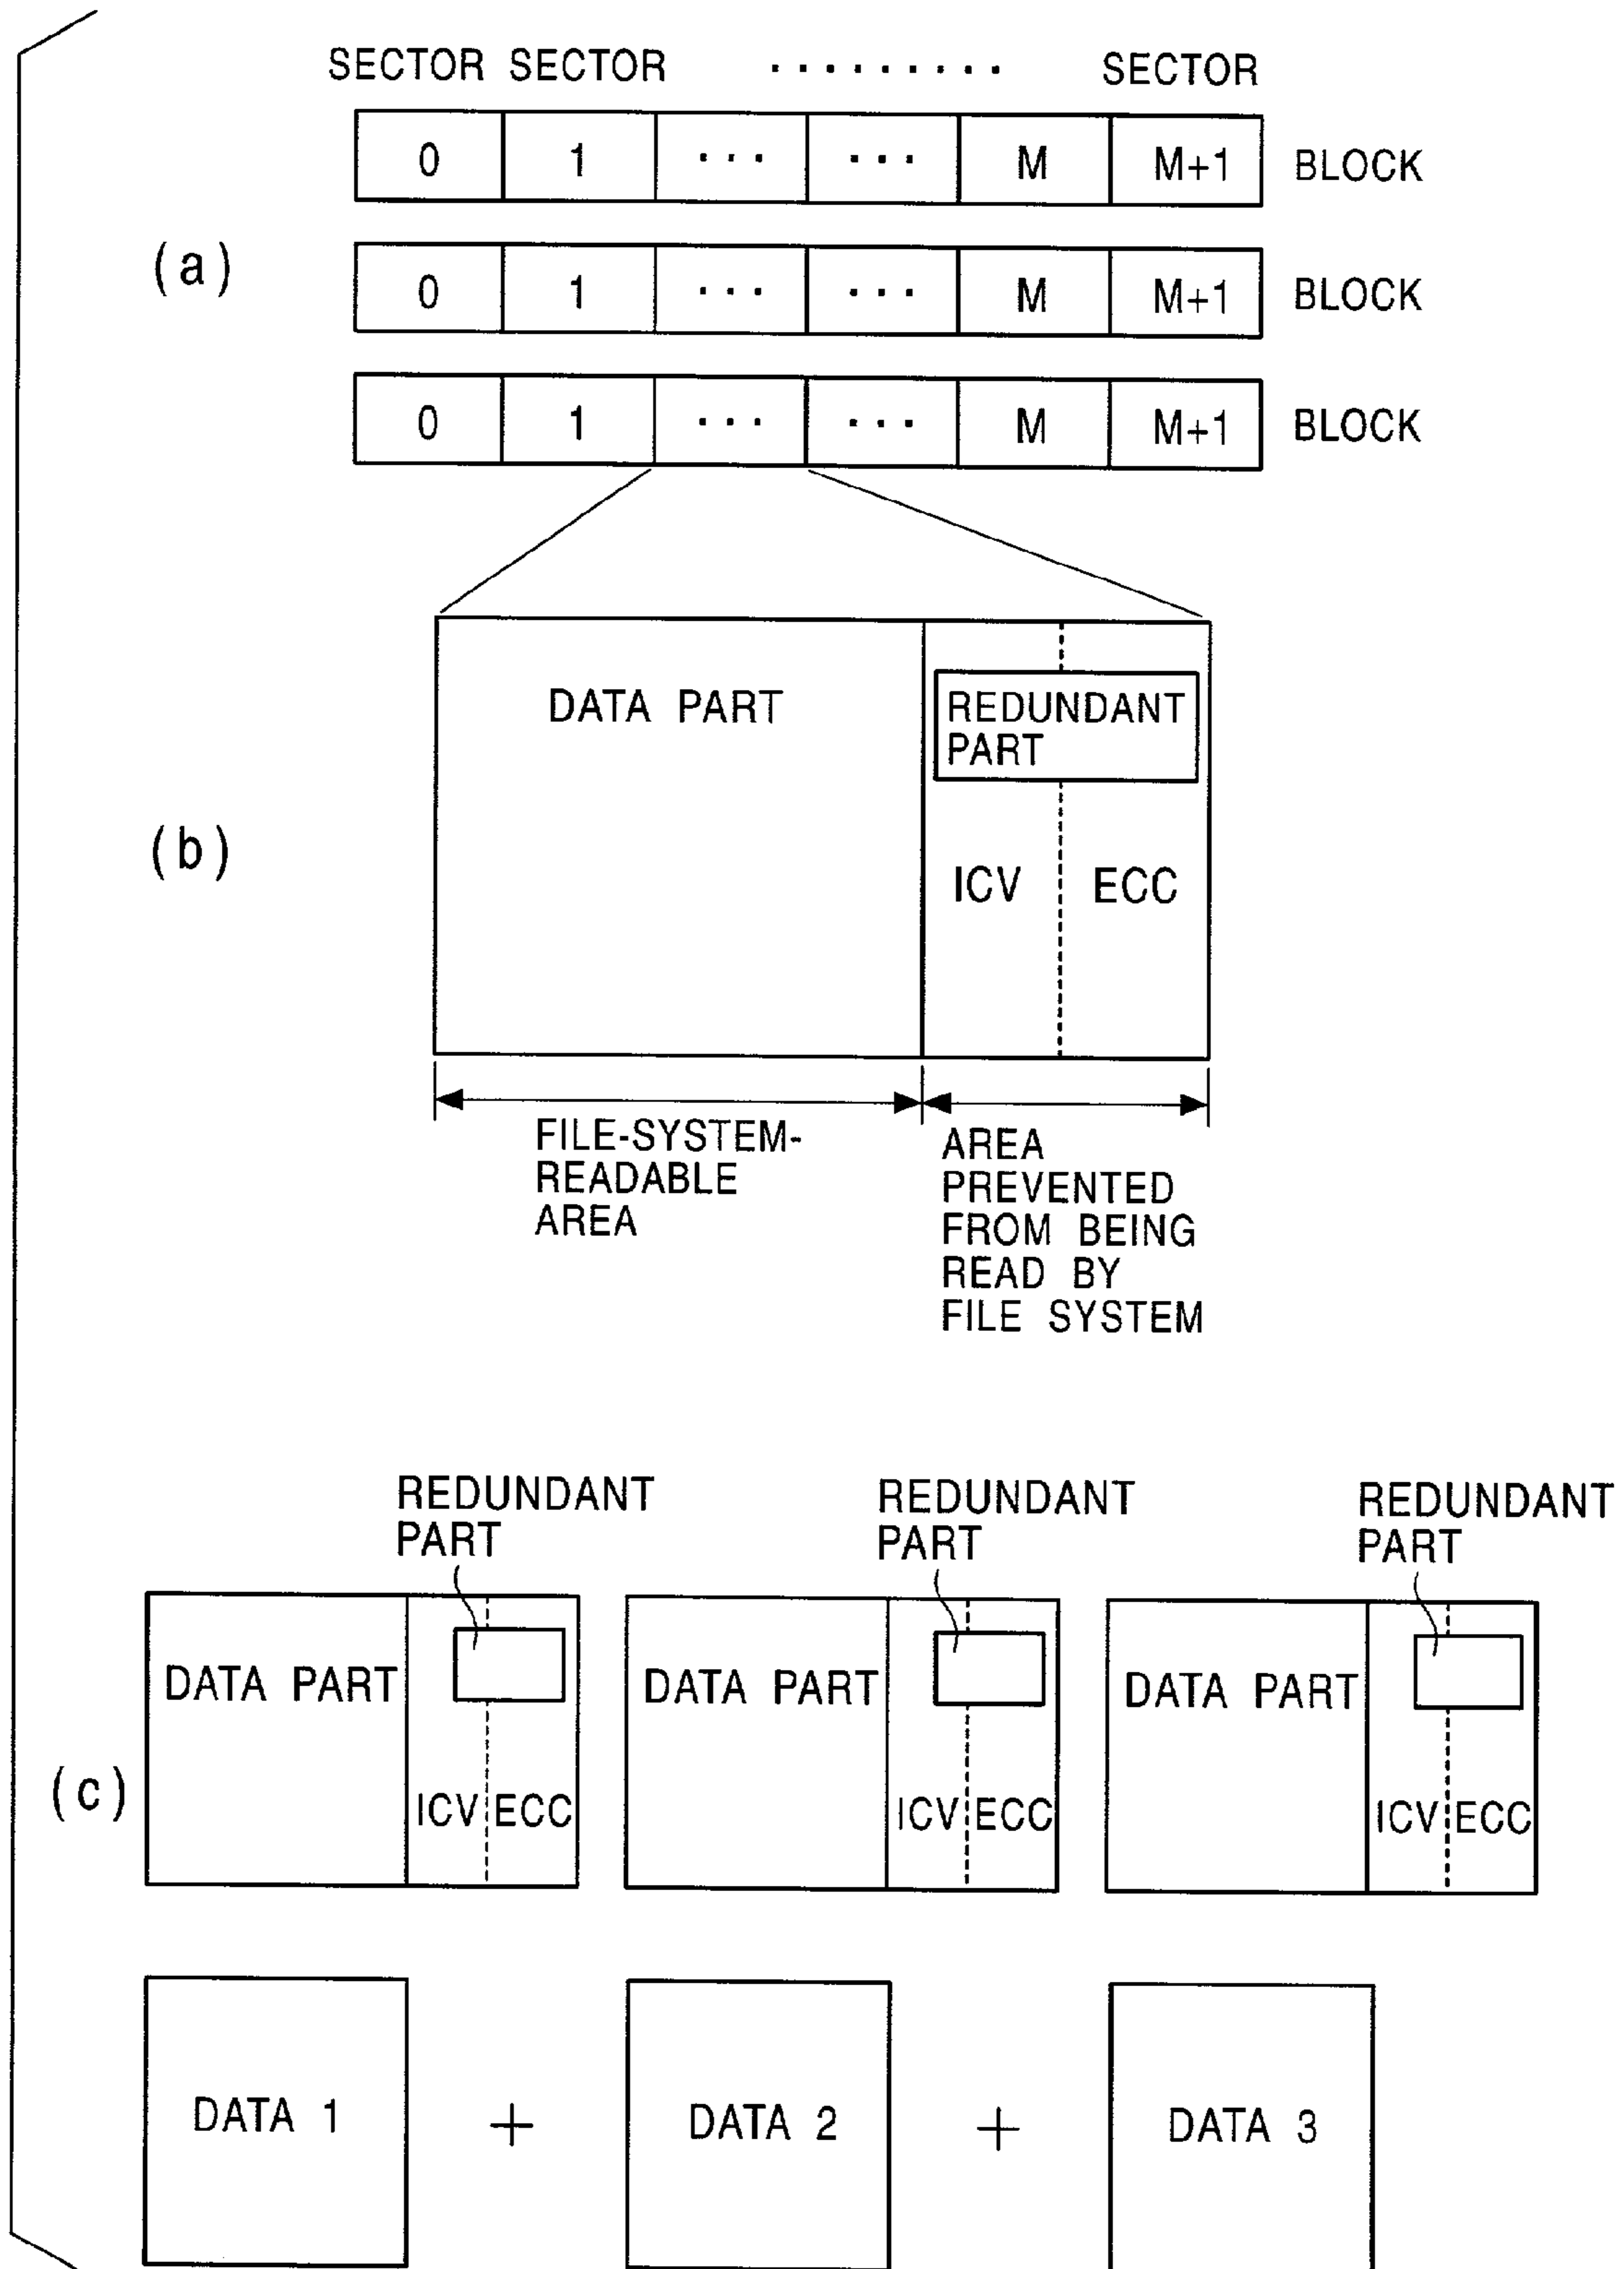 SECTOR SECTOR ········· SECTOR
0 1 ··· ··· M M+1 BLOCK
(a)
0 1 ··· ··· M M+1 BLOCK
0 1 ··· ··· M M+1 BLOCK
(b)
DATA PART
REDUNDANT
PART
ICV ECC
FILE-SYSTEM-
READABLE
AREA
AREA
PREVENTED
FROM BEING
READ BY
FILE SYSTEM
(c)
REDUNDANT
PART
DATA PART
ICV ECC
REDUNDANT
PART
DATA PART
ICV ECC
REDUNDANT
PART
DATA PART
ICV ECC
DATA 1 + DATA 2 + DATA 3